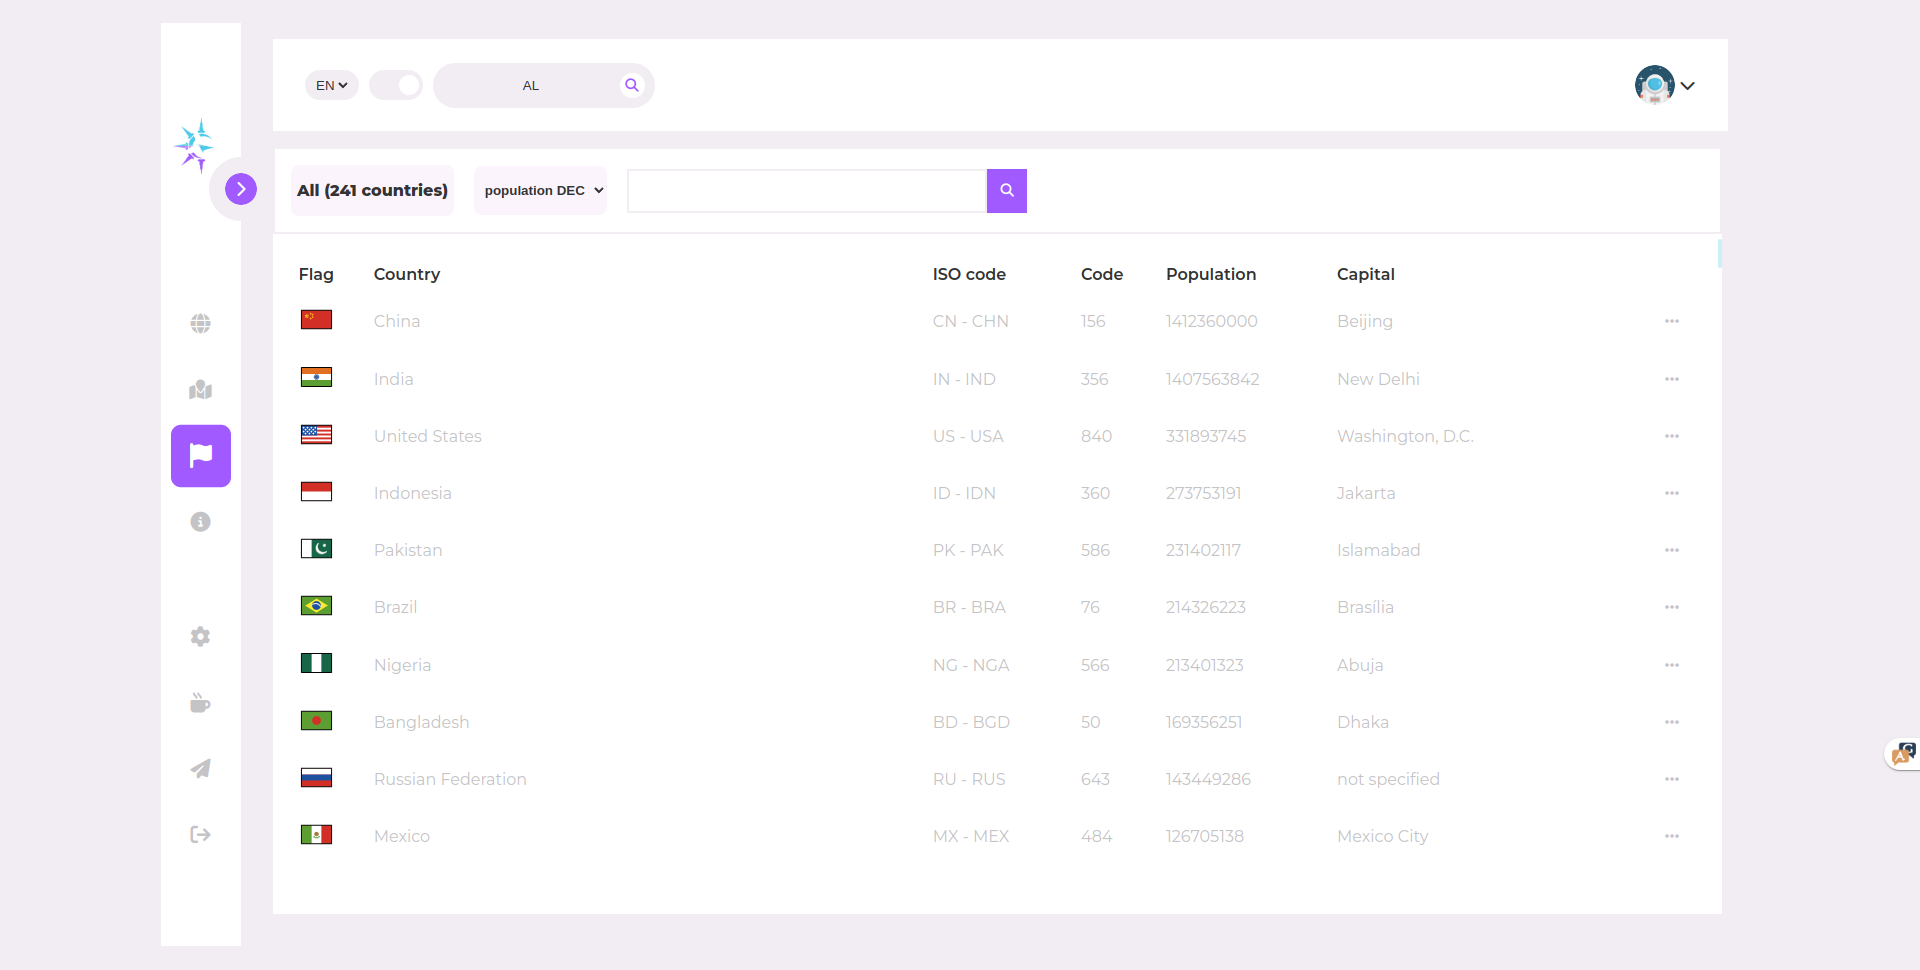 EN AL
All (241 countries) population DEC
Flag Country ISO code Code Population Capital
China CN - CHN 156 1412360000 Beijing
India IN - IND 356 1407563842 New Delhi
United States US - USA 840 331893745 Washington, D.C.
Indonesia ID - IDN 360 273753191 Jakarta
Pakistan PK - PAK 586 231402117 Islamabad
Brazil BR - BRA 76 214326223 Brasília
Nigeria NG - NGA 566 213401323 Abuja
Bangladesh BD - BGD 50 169356251 Dhaka
Russian Federation RU - RUS 643 143449286 not specified
Mexico MX - MEX 484 126705138 Mexico City